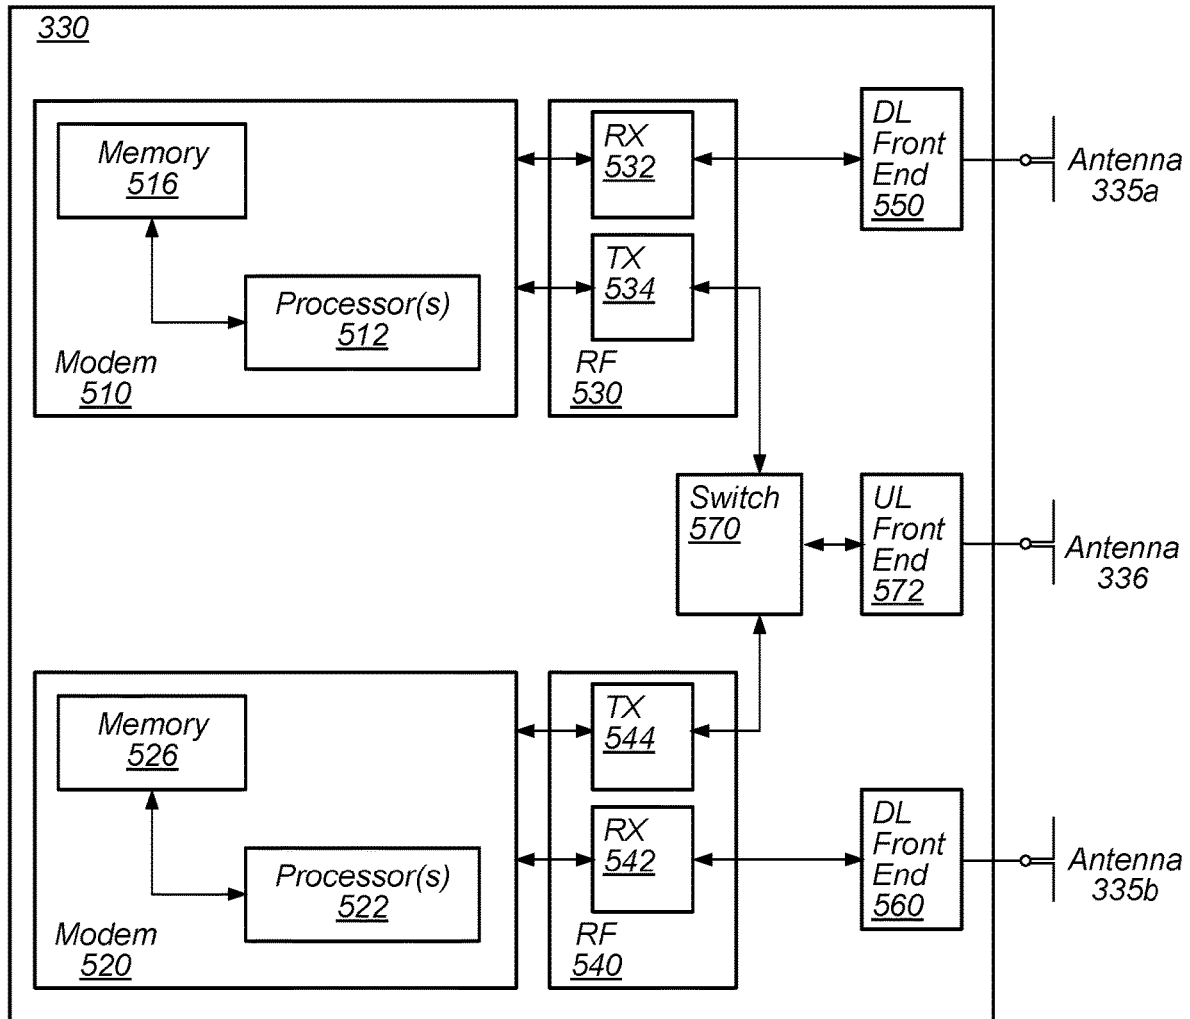 330
Memory
516
Processor(s)
512
Modem
510
RX
532
TX
534
RF
530
DL
Front
End
550
Antenna
335a
Switch
570
UL
Front
End
572
Antenna
336
Memory
526
Processor(s)
522
Modem
520
TX
544
RX
542
RF
540
DL
Front
End
560
Antenna
335b